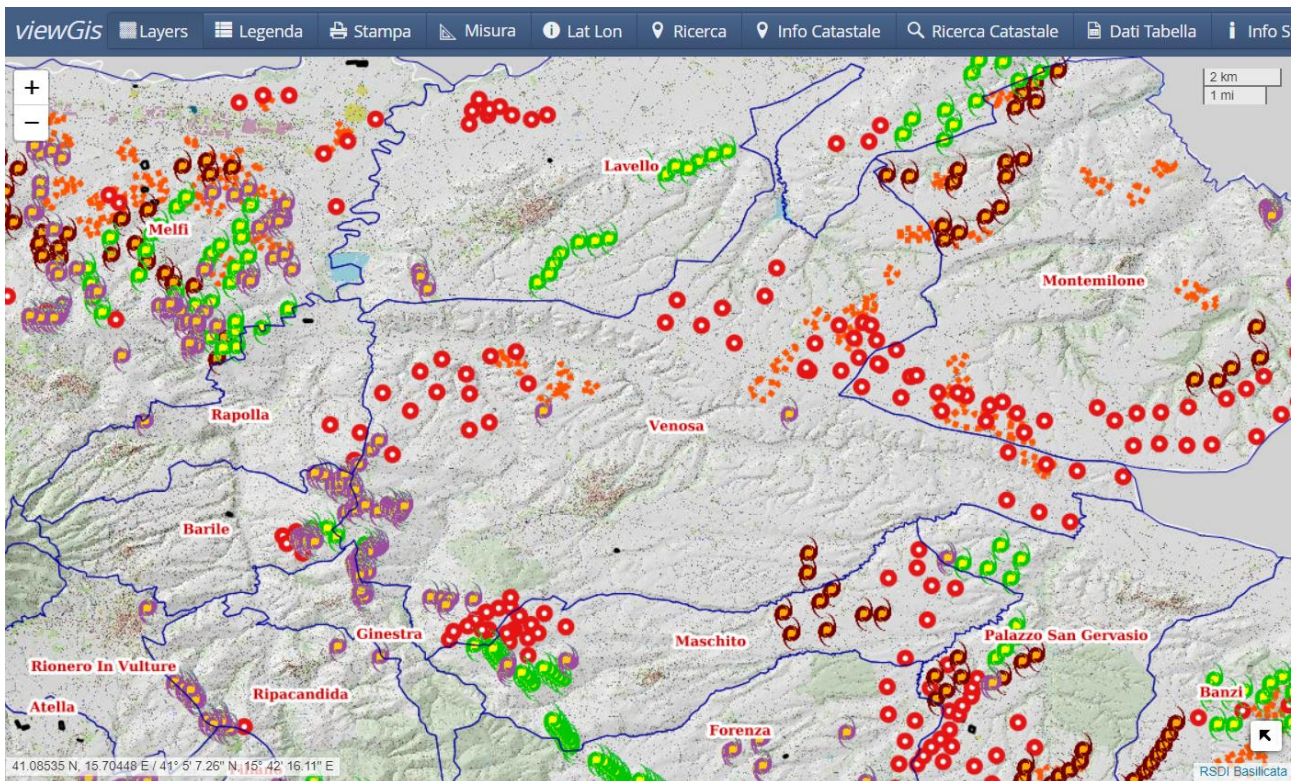 viewGis Layers Legenda Stampa Misura Lat Lon Ricerca Info Catastale Ricerca Catastale Dati Tabella Info S
+
−
2 km
1 mi
Lavello
Melfi
Montemilone
Rapolla
Venosa
Barile
Ginestra
Maschito
Palazzo San Gervasio
Rionero In Vulture
Ripacandida
Banzi
Atella
Forenza
41.08535 N, 15.70448 E / 41° 5' 7.26" N, 15° 42' 16.11" E
RSDI Basilicata